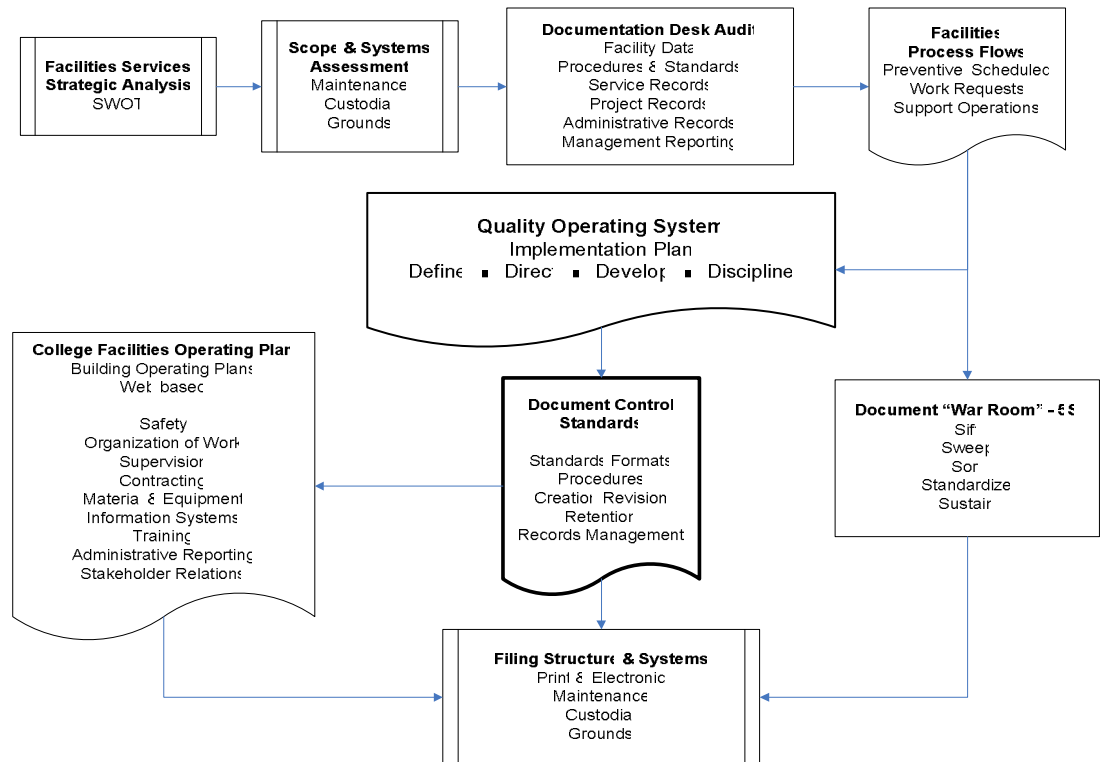 Facilities Services
Strategic Analysis
SWOT
Scope & Systems
Assessment
Maintenance
Custodia
Grounds
Documentation Desk Audit
Facility Data
Procedures & Standards
Service Records
Project Records
Administrative Records
Management Reporting
Facilities
Process Flows
Preventive Scheduled
Work Requests
Support Operations
Quality Operating System
Implementation Plan
Define ▪ Direct ▪ Develop ▪ Discipline
College Facilities Operating Plan
Building Operating Plans
Web based
Safety
Organization of Work
Supervision
Contracting
Materia & Equipment
Information Systems
Training
Administrative Reporting
Stakeholder Relations
Document Control
Standards
Standards Formats
Procedures
Creation Revision
Retention
Records Management
Document “War Room” - 5S
Sift
Sweep
Sort
Standardize
Sustain
Filing Structure & Systems
Print & Electronic
Maintenance
Custodia
Grounds